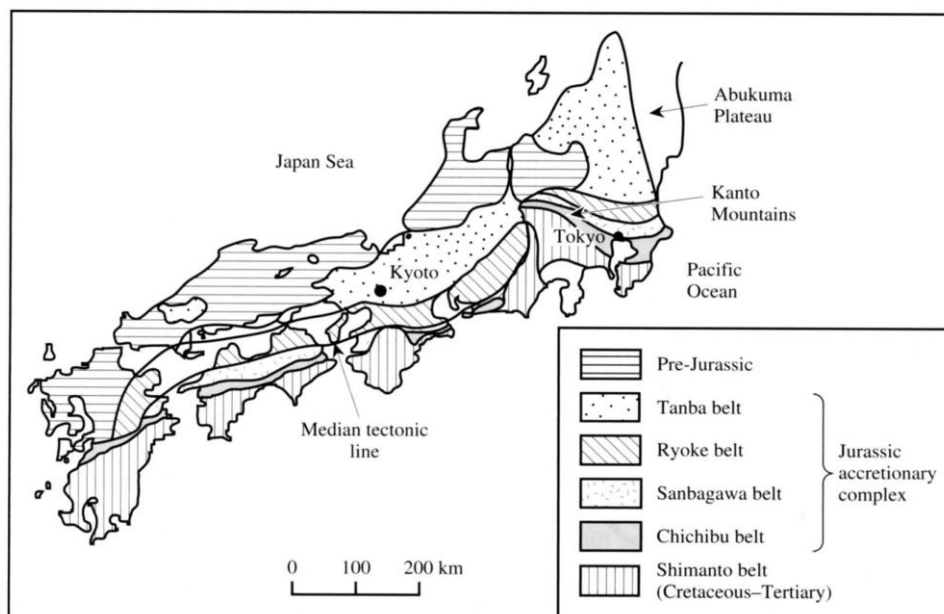 Abukuma
Plateau
Japan Sea
Kanto
Mountains
Tokyo
Kyoto
Pacific
Ocean
Median tectonic
line
0 100 200 km
Pre-Jurassic
Tanba belt
Ryoke belt
Sanbagawa belt
Chichibu belt
Shimanto belt
(Cretaceous–Tertiary)
Jurassic
accretionary
complex